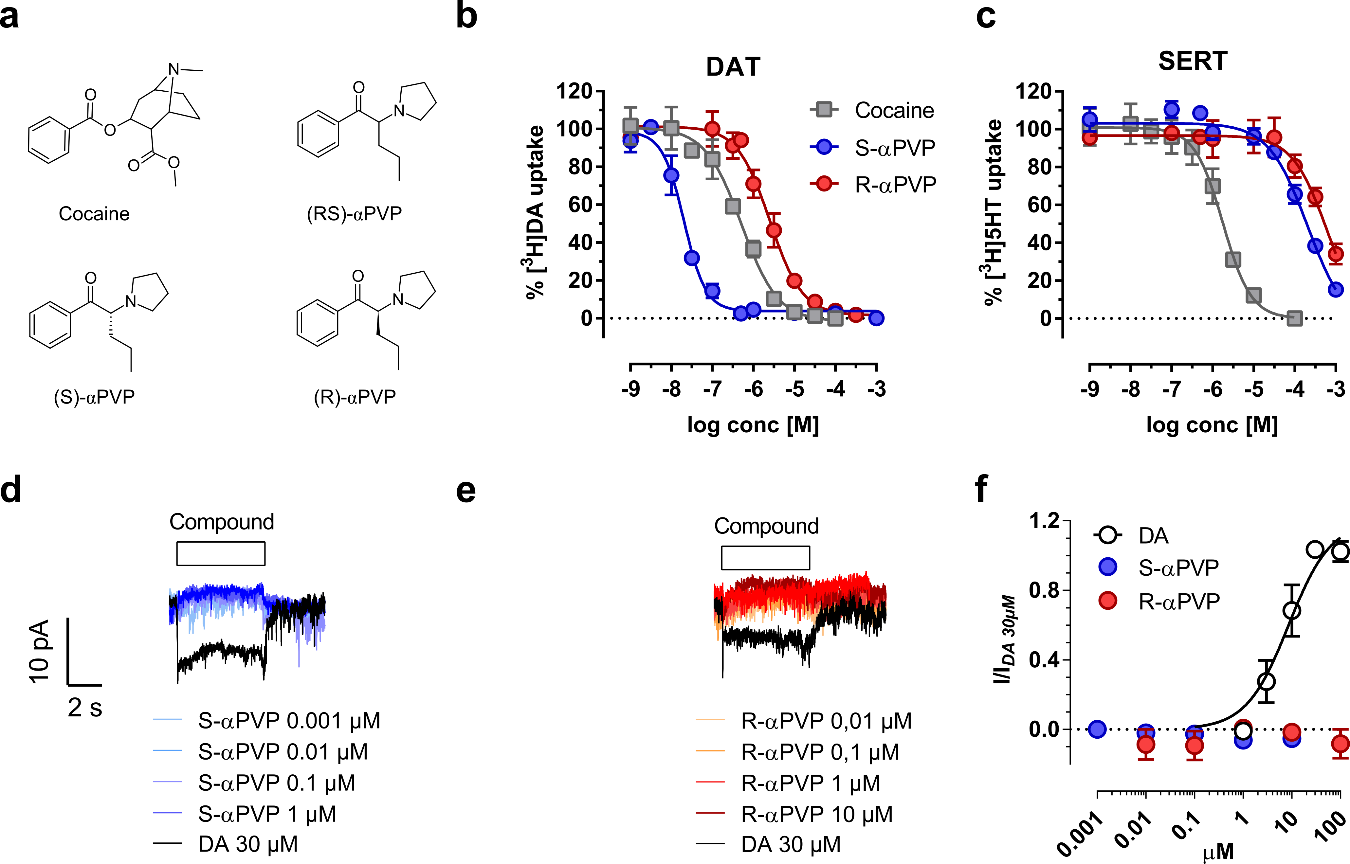 a
N
O
O
O
O
Cocaine
O
N
(RS)-αPVP
O
N
(S)-αPVP
O
N
(R)-αPVP
b
DAT
% [³H]DA uptake
120
100
80
60
40
20
0
-9 -8 -7 -6 -5 -4 -3
log conc [M]
Cocaine
S-αPVP
R-αPVP
c
SERT
% [³H]5HT uptake
120
100
80
60
40
20
0
-9 -8 -7 -6 -5 -4 -3
log conc [M]
d
Compound
10 pA
2 s
S-αPVP 0.001 µM
S-αPVP 0.01 µM
S-αPVP 0.1 µM
S-αPVP 1 µM
DA 30 µM
e
Compound
R-αPVP 0,01 µM
R-αPVP 0,1 µM
R-αPVP 1 µM
R-αPVP 10 µM
DA 30 µM
f
I/I DA 30µM
1.2
0.8
0.4
0.0
DA
S-αPVP
R-αPVP
0.001 0.01 0.1 1 10 100
µM